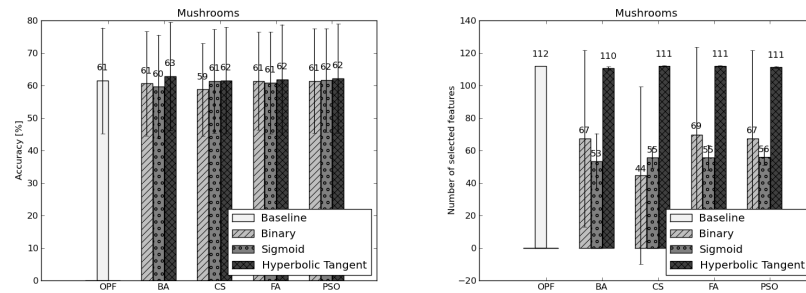 Mushrooms
80
70
60
50
40
30
20
10
0
Accuracy [%]
61
61 60 63
59 61 62
61 61 62
61 62 62
Baseline
Binary
Sigmoid
Hyperbolic Tangent
OPF BA CS FA PSO
Mushrooms
140
120
100
80
60
40
20
0
−20
Number of selected features
112
67 53 110
44 55 111
69 55 111
67 56 111
Baseline
Binary
Sigmoid
Hyperbolic Tangent
OPF BA CS FA PSO